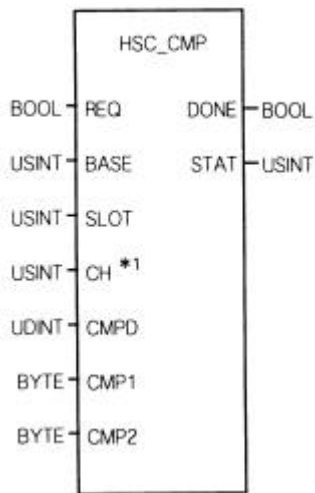 HSC_CMP
BOOL REQ DONE BOOL
USINT BASE STAT USINT
USINT SLOT
USINT CH *1
UDINT CMPD
BYTE CMP1
BYTE CMP2